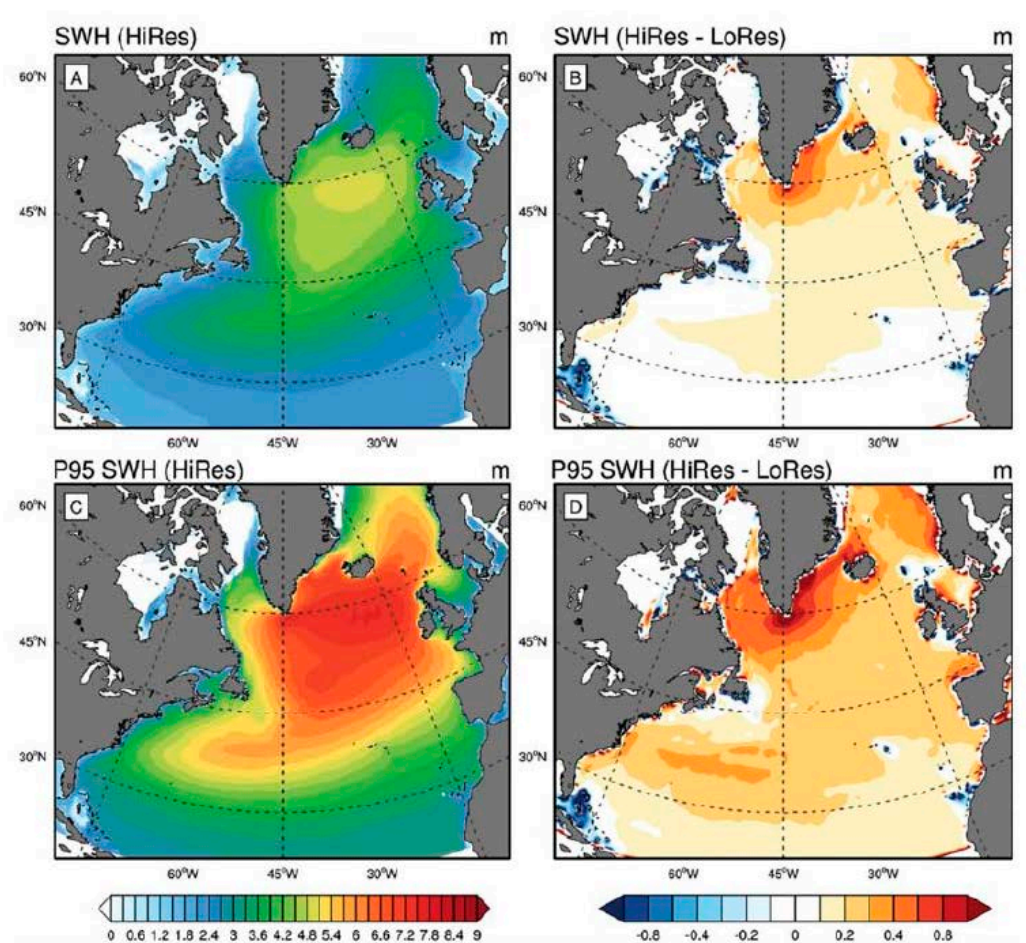 SWH (HiRes) m
A
60°N
45°N
30°N
60°W 45°W 30°W
SWH (HiRes - LoRes) m
B
60°N
45°N
30°N
60°W 45°W 30°W
P95 SWH (HiRes) m
C
60°N
45°N
30°N
60°W 45°W 30°W
P95 SWH (HiRes - LoRes) m
D
60°N
45°N
30°N
60°W 45°W 30°W
0 0.6 1.2 1.8 2.4 3 3.6 4.2 4.8 5.4 6 6.6 7.2 7.8 8.4 9
-0.8 -0.4 -0.2 0 0.2 0.4 0.8